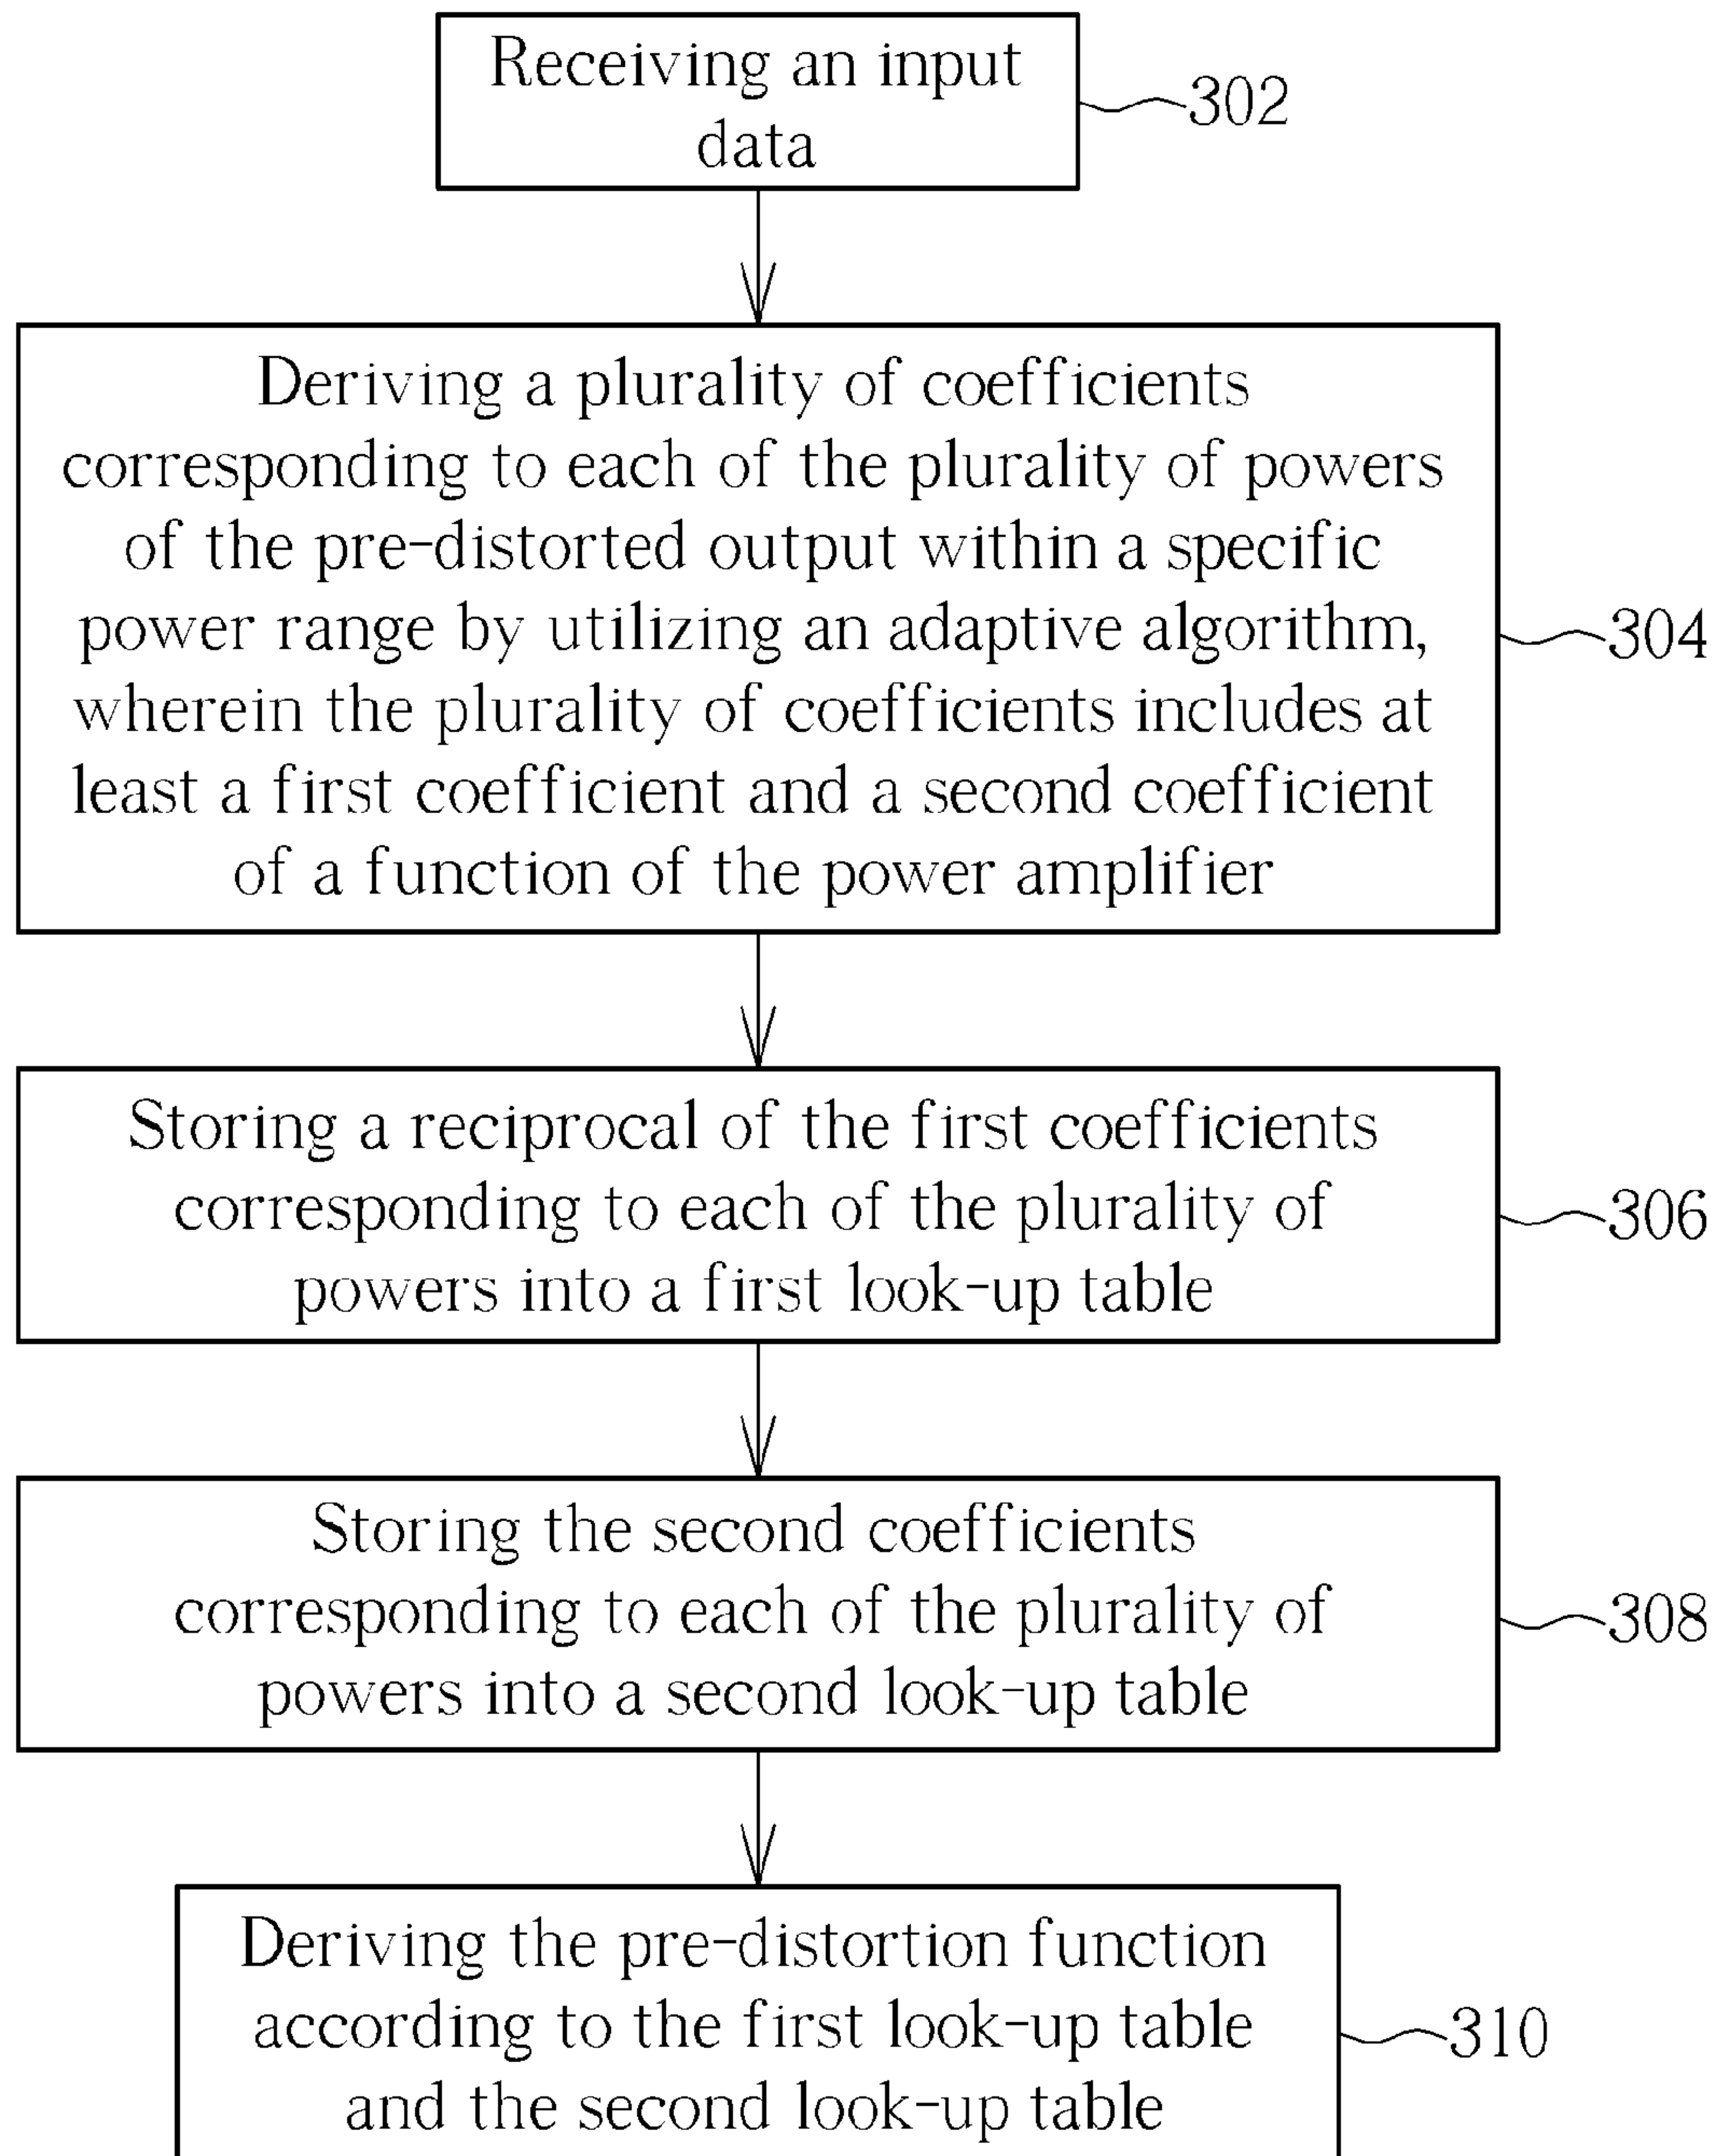 Receiving an input
data
302
Deriving a plurality of coefficients
corresponding to each of the plurality of powers
of the pre-distorted output within a specific
power range by utilizing an adaptive algorithm,
wherein the plurality of coefficients includes at
least a first coefficient and a second coefficient
of a function of the power amplifier
304
Storing a reciprocal of the first coefficients
corresponding to each of the plurality of
powers into a first look-up table
306
Storing the second coefficients
corresponding to each of the plurality of
powers into a second look-up table
308
Deriving the pre-distortion function
according to the first look-up table
and the second look-up table
310